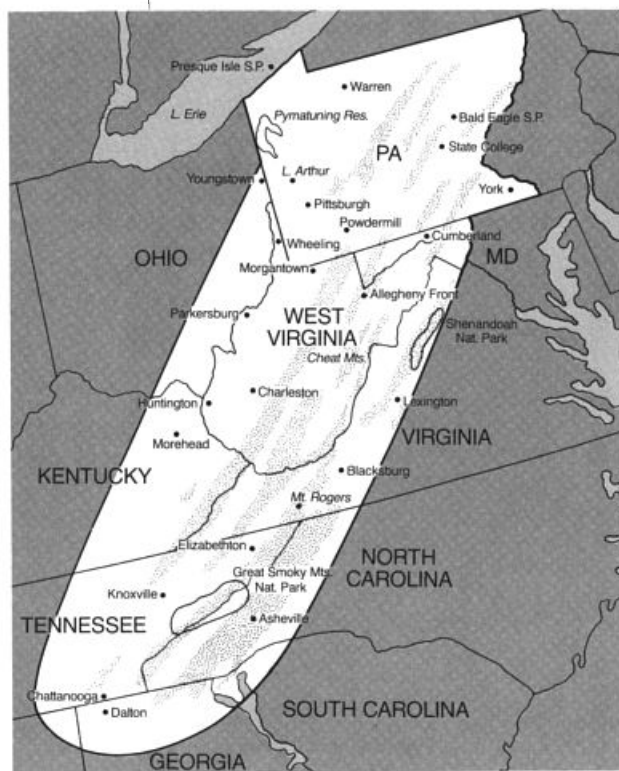 Presque Isle S.P.
Warren
L. Erie
Pymatuning Res.
Bald Eagle S.P.
PA
State College
L. Arthur
Youngstown
York
Pittsburgh
Powdermill
Cumberland
Wheeling
OHIO
MD
Morgantown
Allegheny Front
WEST
VIRGINIA
Parkersburg
Shenandoah
Nat. Park
Cheat Mts.
Charleston
Huntington
Lexington
Morehead
VIRGINIA
KENTUCKY
Blacksburg
Mt. Rogers
Elizabethton
NORTH
CAROLINA
Great Smoky Mts.
Nat. Park
Knoxville
TENNESSEE
Asheville
Chattanooga
Dalton
SOUTH CAROLINA
GEORGIA